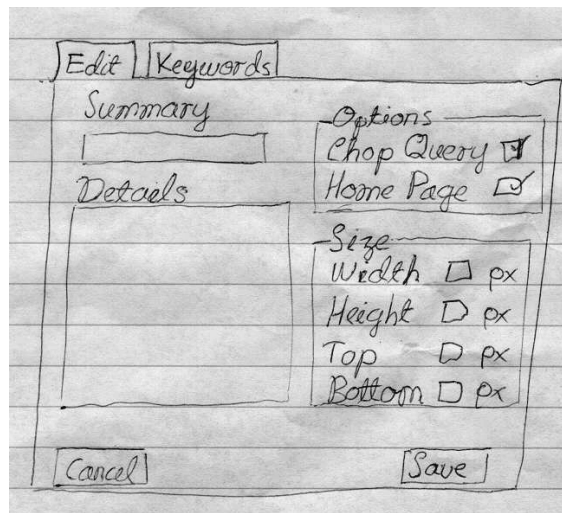 Edit Keywords
Summary
Details
Options
Chop Query
Home Page
Size
Width px
Height px
Top px
Bottom px
Cancel Save